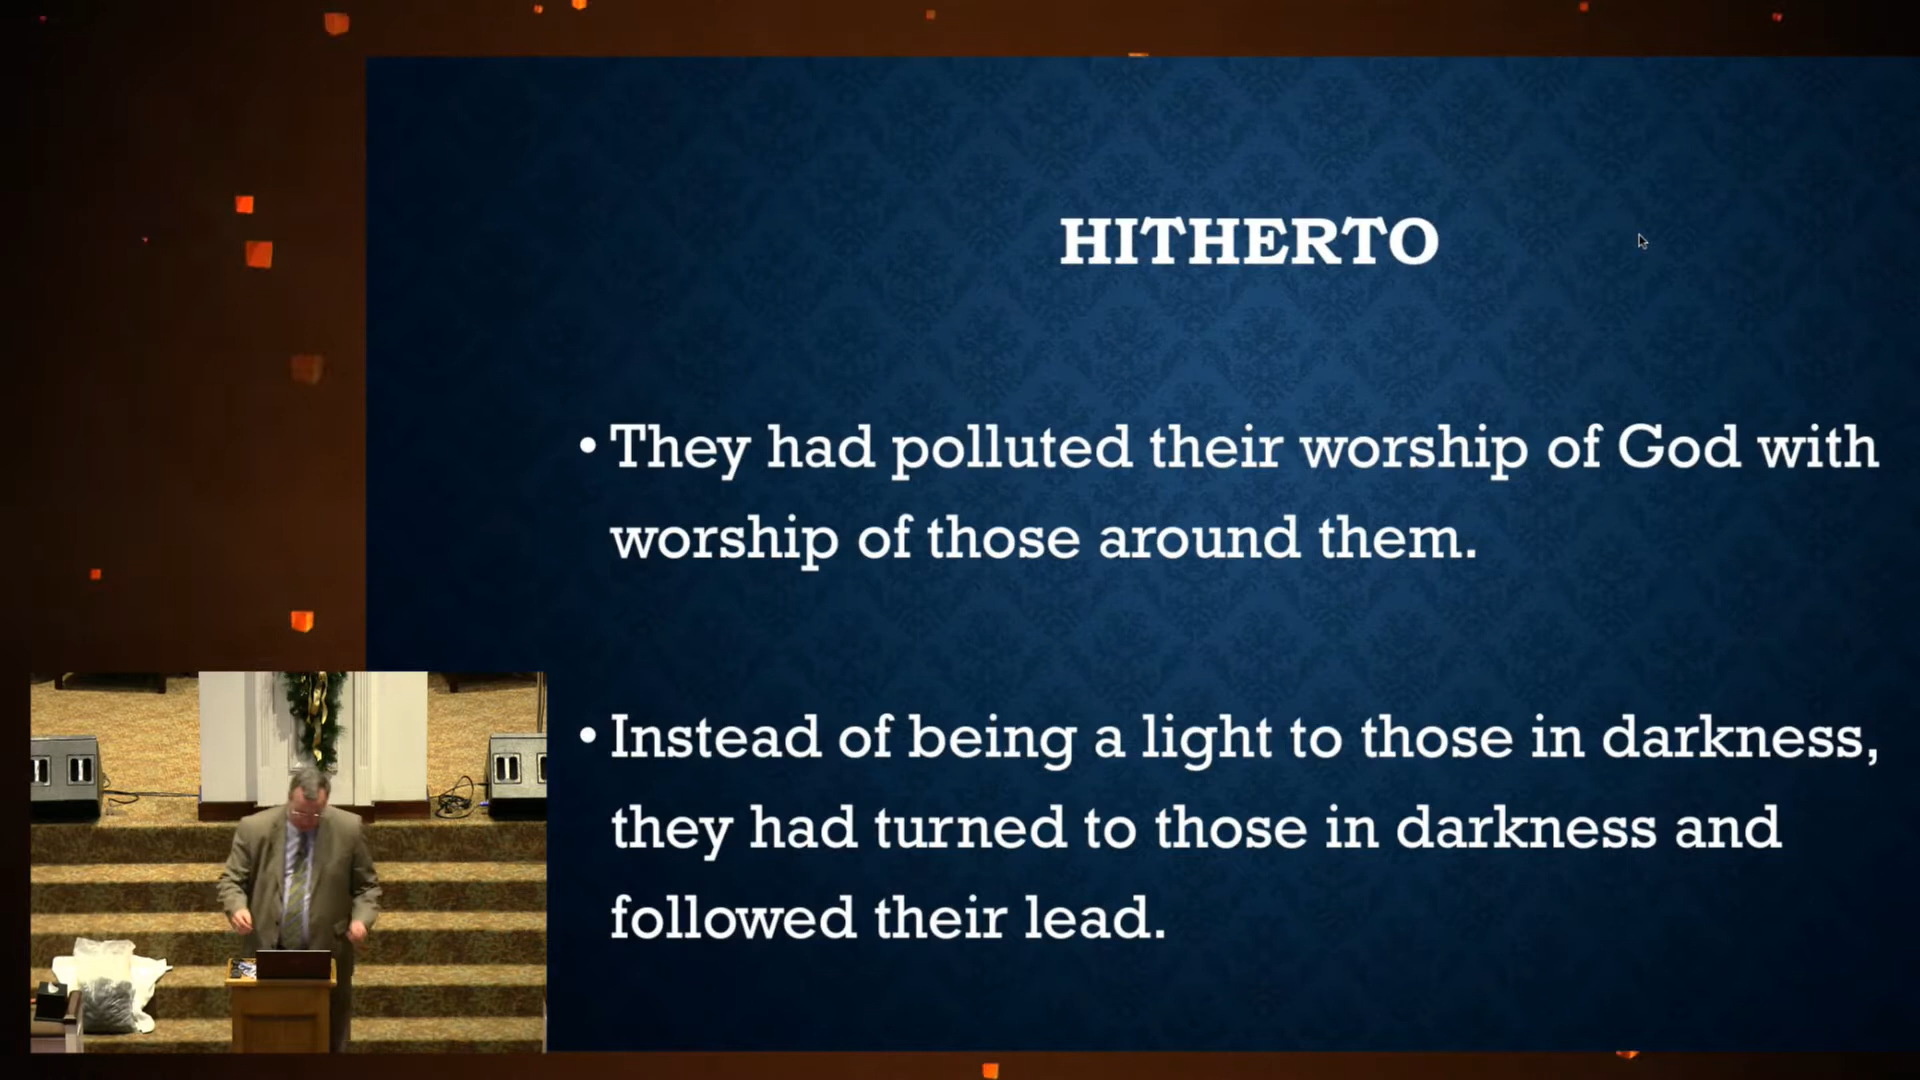 HITHERTO
• They had polluted their worship of God with
worship of those around them.
• Instead of being a light to those in darkness,
they had turned to those in darkness and
followed their lead.